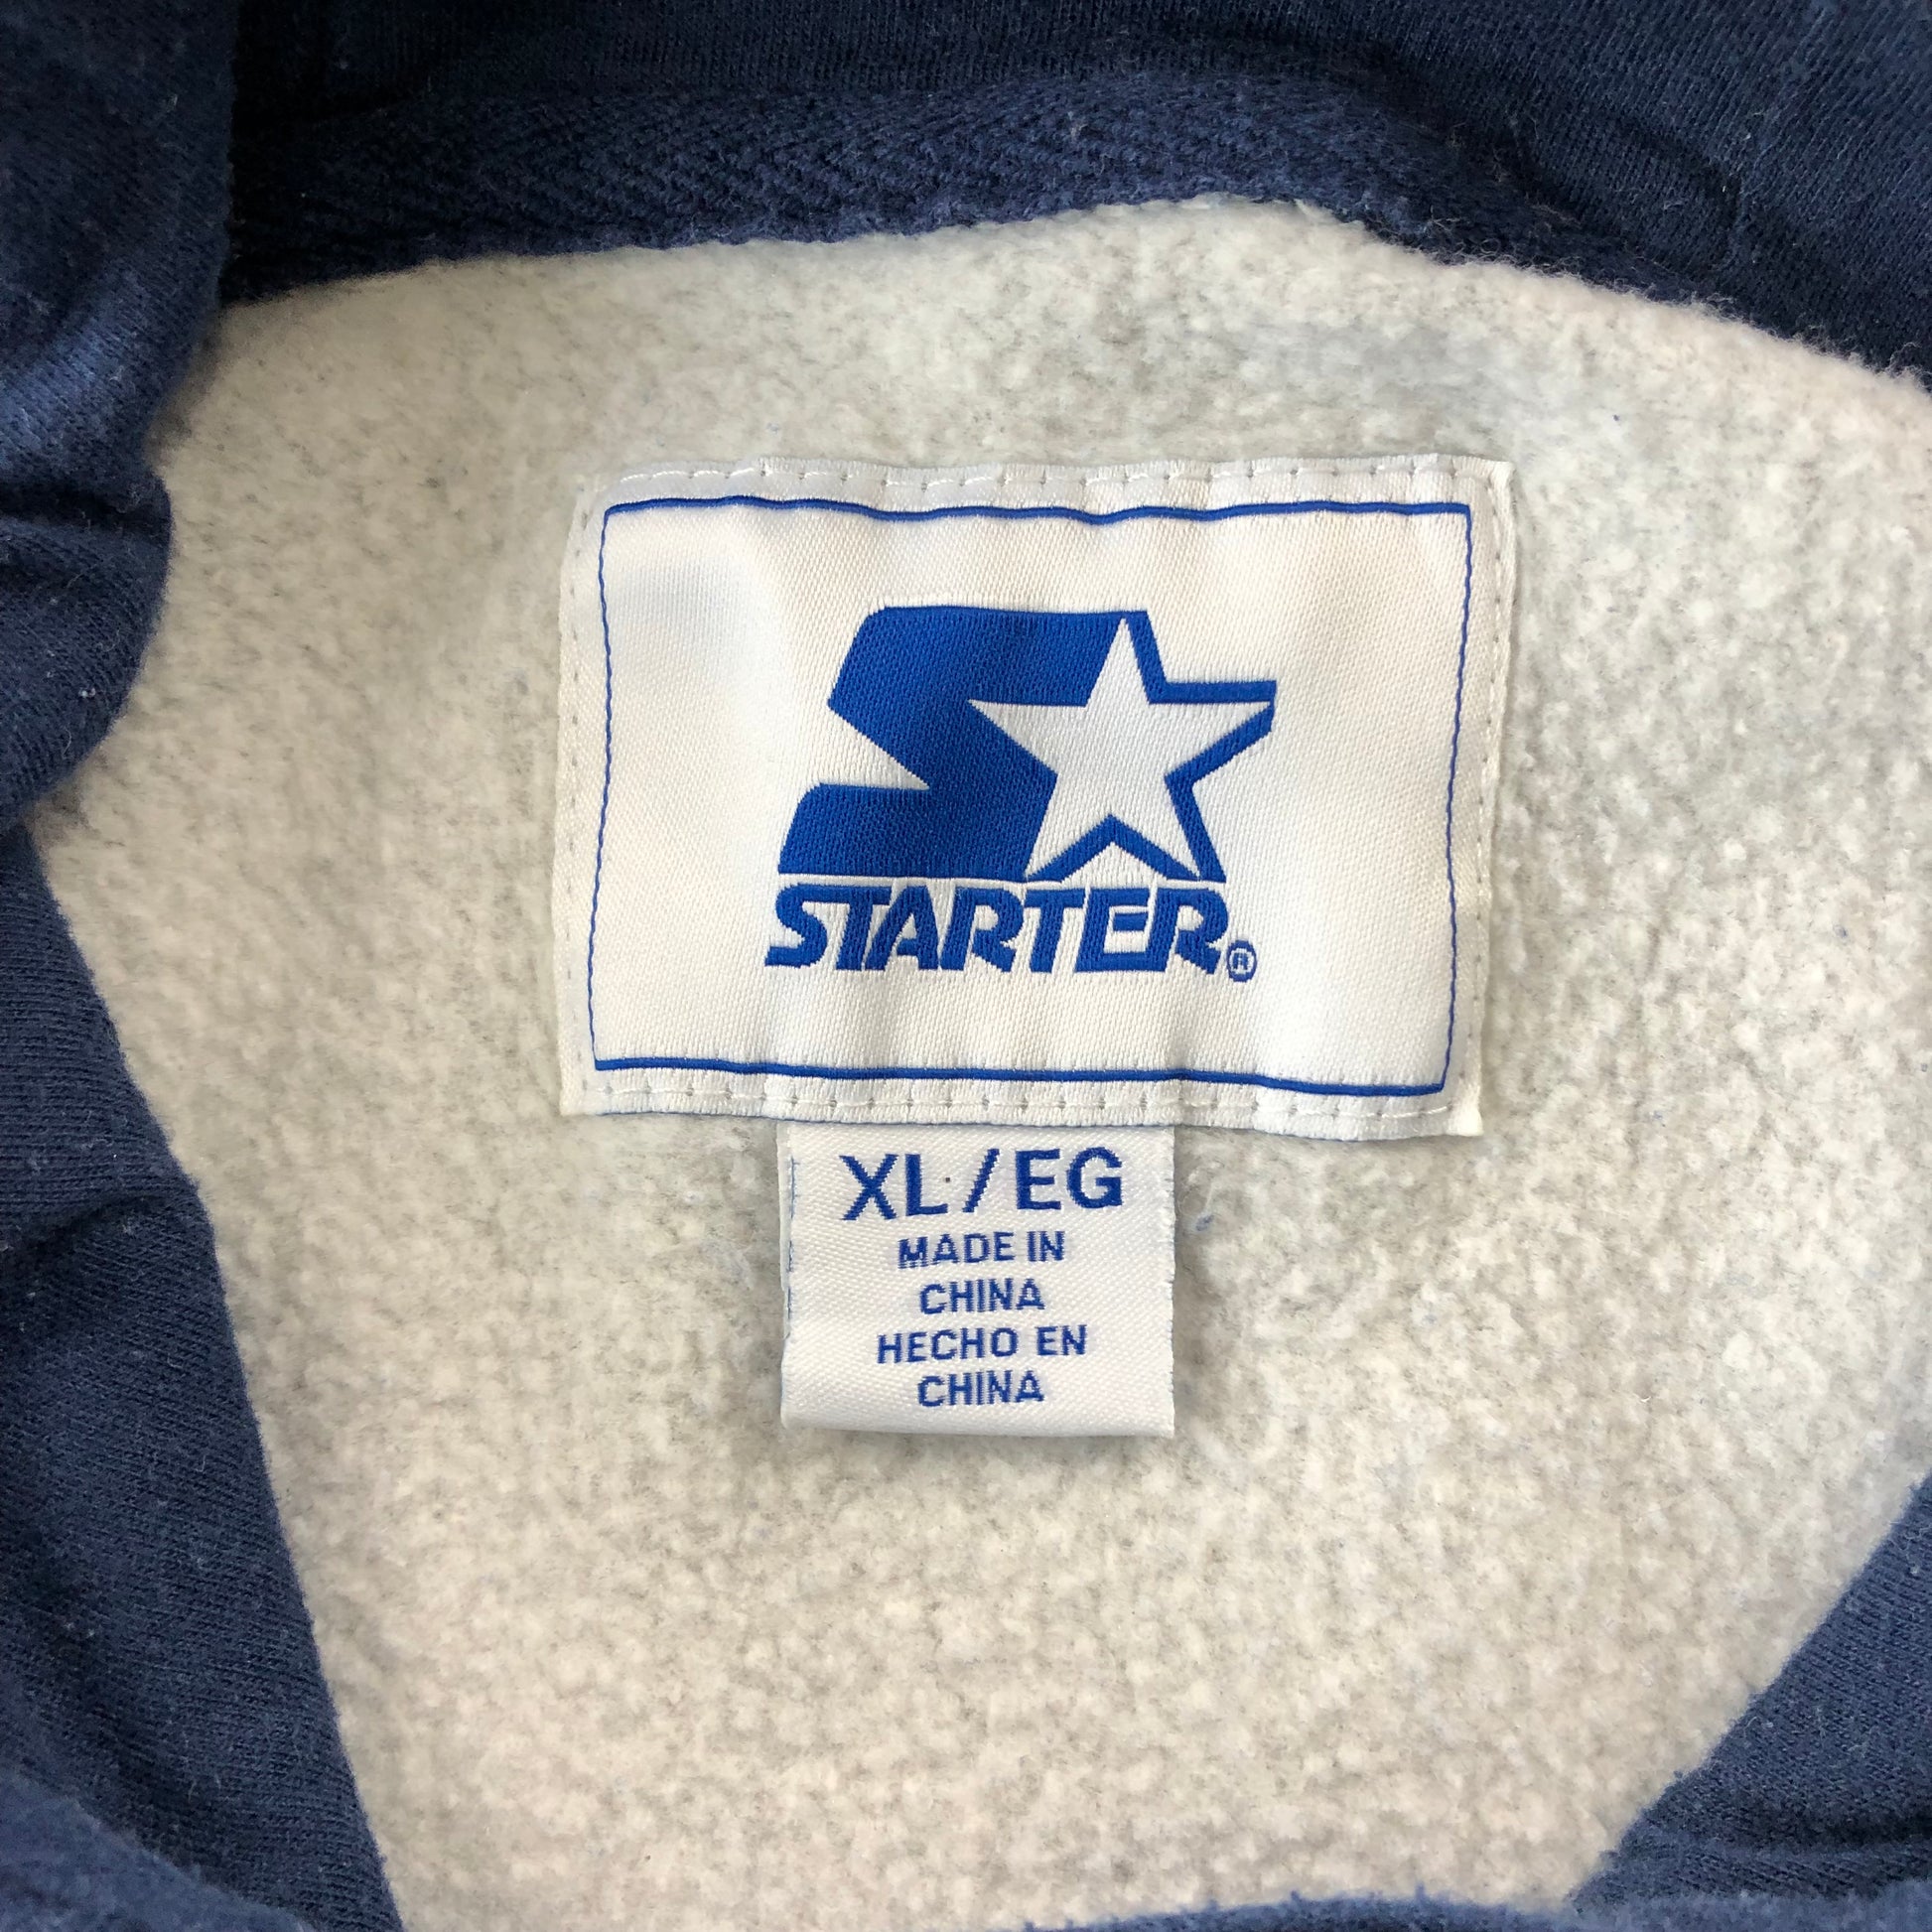 STARTER®
XL/EG
MADE IN
CHINA
HECHO EN
CHINA